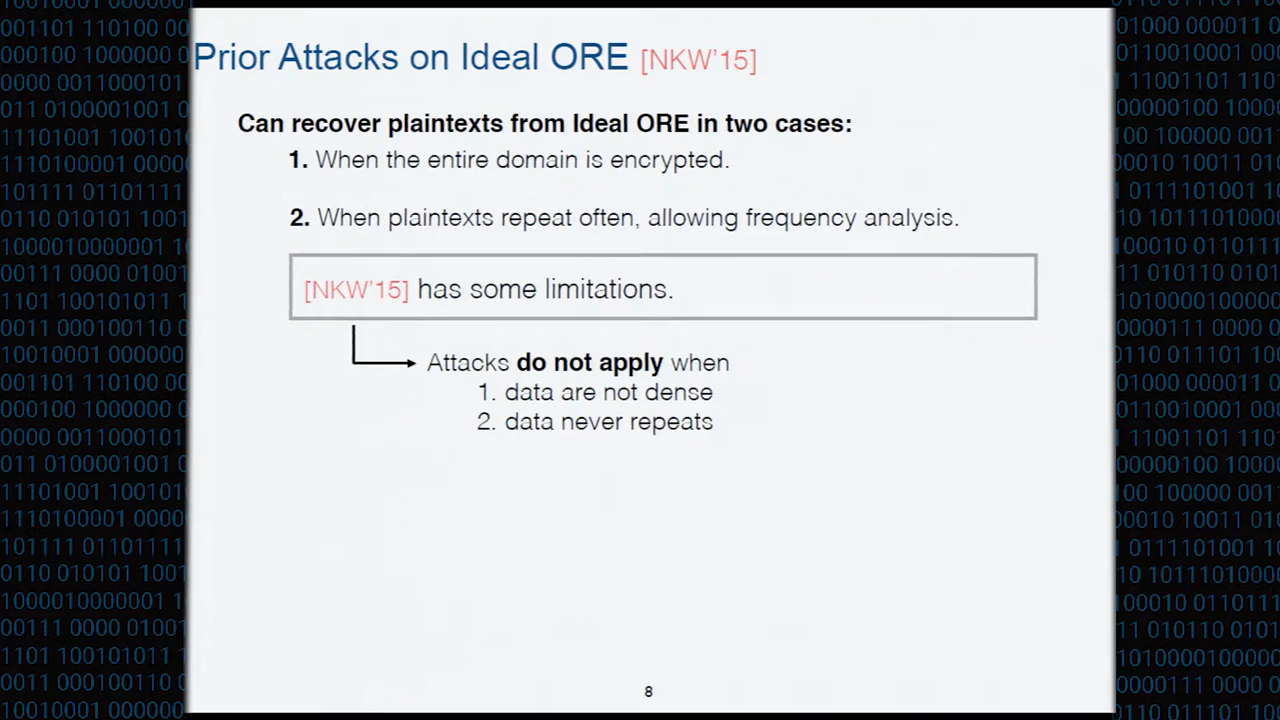 Prior Attacks on Ideal ORE [NKW'15]
Can recover plaintexts from Ideal ORE in two cases:
1. When the entire domain is encrypted.
2. When plaintexts repeat often, allowing frequency analysis.
[NKW'15] has some limitations.
Attacks do not apply when
1. data are not dense
2. data never repeats
8